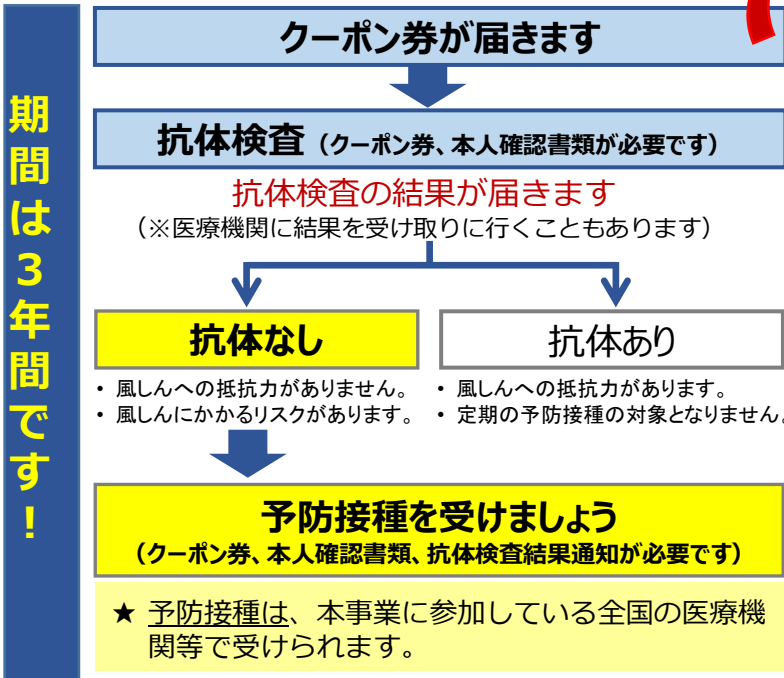 期間は3年間です!
クーポン券が届きます
抗体検査(クーポン券、本人確認書類が必要です)
抗体検査の結果が届きます
(※医療機関に結果を受け取りに行くこともあります)
抗体なし
・ 風しんへの抵抗力がありません。
・ 風しんにかかるリスクがあります。
抗体あり
・ 風しんへの抵抗力があります。
・ 定期の予防接種の対象となりません。
予防接種を受けましょう
(クーポン券、本人確認書類、抗体検査結果通知が必要です)
★ 予防接種は、本事業に参加している全国の医療機
関等で受けられます。